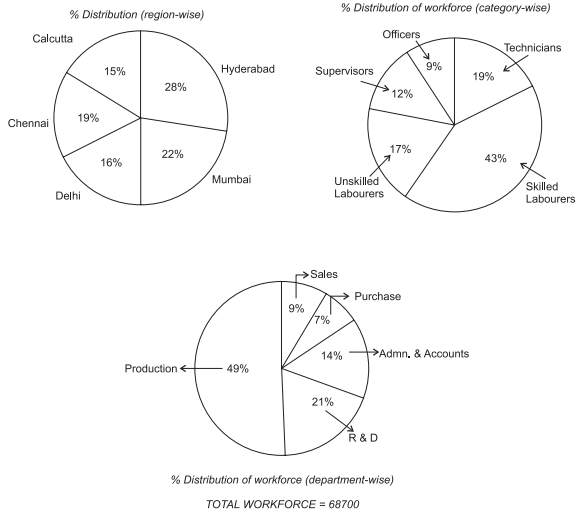 % Distribution (region-wise)
Calcutta
15%
Hyderabad
28%
Chennai
19%
22%
16%
Mumbai
Delhi
% Distribution of workforce (category-wise)
Officers
9%
Technicians
19%
Supervisors
12%
17%
43%
Unskilled
Labourers
Skilled
Labourers
Sales
9%
Purchase
7%
Admn. & Accounts
14%
Production
49%
21%
R & D
% Distribution of workforce (department-wise)
TOTAL WORKFORCE = 68700